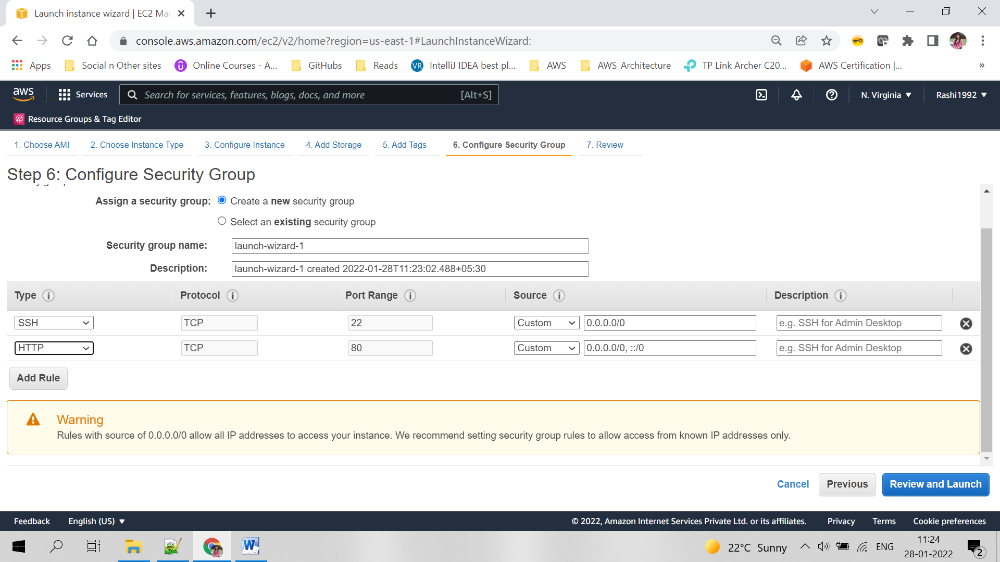 Launch instance wizard | EC2 Ma
console.aws.amazon.com/ec2/v2/home?region=us-east-1#LaunchInstanceWizard:
Apps Social n Other sites Online Courses - A... GitHubs Reads VR IntelliJ IDEA best pl... AWS AWS_Architecture TP Link Archer C20... AWS Certification |... »
aws Services Search for services, features, blogs, docs, and more [Alt+S] N. Virginia Rashi1992
Resource Groups & Tag Editor
1. Choose AMI 2. Choose Instance Type 3. Configure Instance 4. Add Storage 5. Add Tags 6. Configure Security Group 7. Review
Step 6: Configure Security Group
Assign a security group: Create a new security group
Select an existing security group
Security group name: launch-wizard-1
Description: launch-wizard-1 created 2022-01-28T11:23:02.488+05:30
Type Protocol Port Range Source Description
SSH TCP 22 Custom 0.0.0.0/0 e.g. SSH for Admin Desktop
HTTP TCP 80 Custom 0.0.0.0/0, ::/0 e.g. SSH for Admin Desktop
Add Rule
Warning
Rules with source of 0.0.0.0/0 allow all IP addresses to access your instance. We recommend setting security group rules to allow access from known IP addresses only.
Cancel Previous Review and Launch
Feedback English (US) © 2022, Amazon Internet Services Private Ltd. or its affiliates. Privacy Terms Cookie preferences
22°C Sunny ENG 11:24
28-01-2022 2